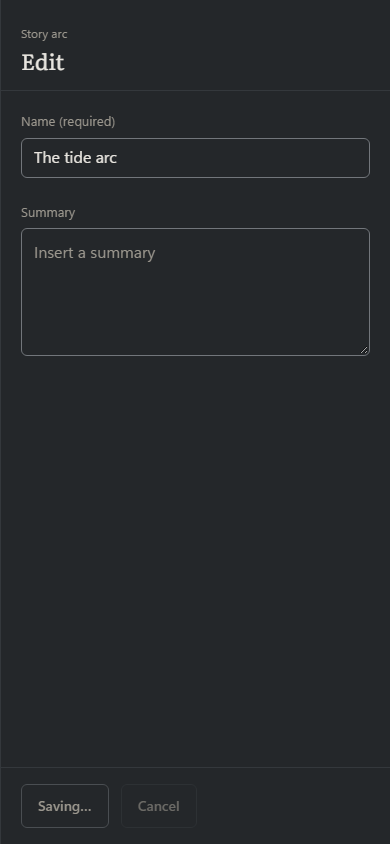 Story arc
Edit
Name (required)
The tide arc
Summary
Insert a summary
Saving...
Cancel